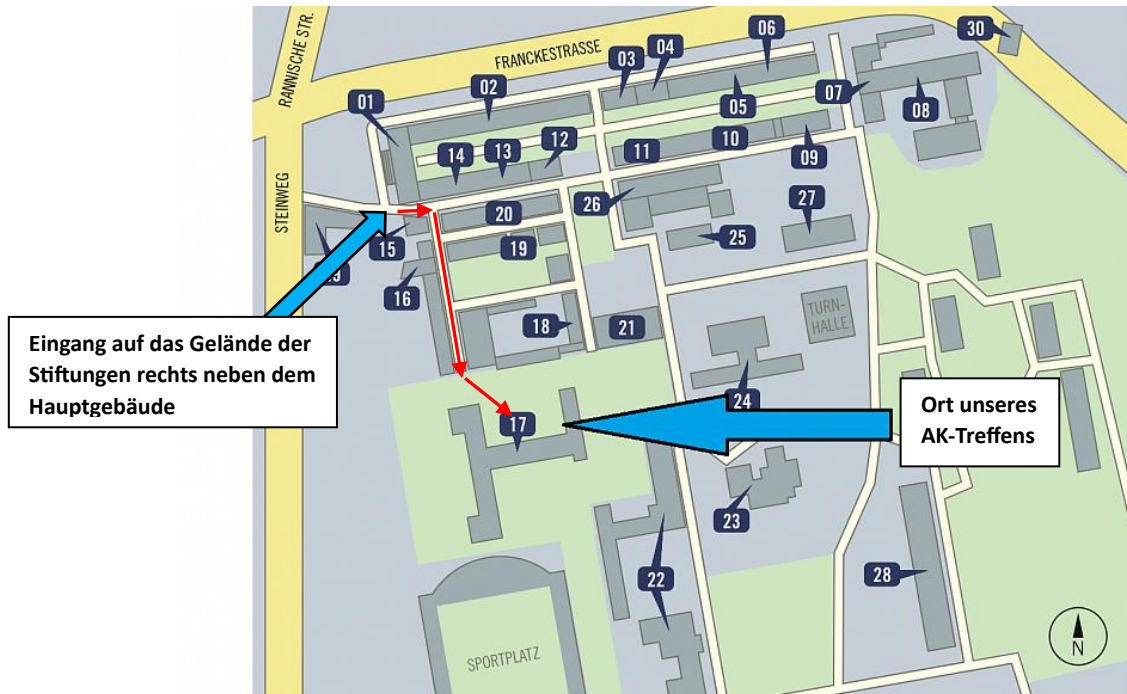 RANNISCHE STR.
FRANCKESTRASSE
STEINWEG
01
02
03
04
05
06
07
08
30
14
13
12
11
10
09
15
16
20
19
26
25
27
18
21
TURN-
HALLE
24
17
23
22
28
SPORTPLATZ
N
Eingang auf das Gelände der
Stiftungen rechts neben dem
Hauptgebäude
Ort unseres
AK-Treffens